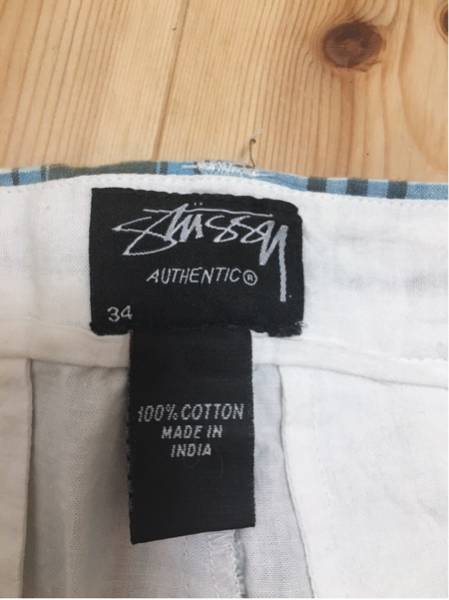 Stüssy
AUTHENTIC®
34
100% COTTON
MADE IN
INDIA